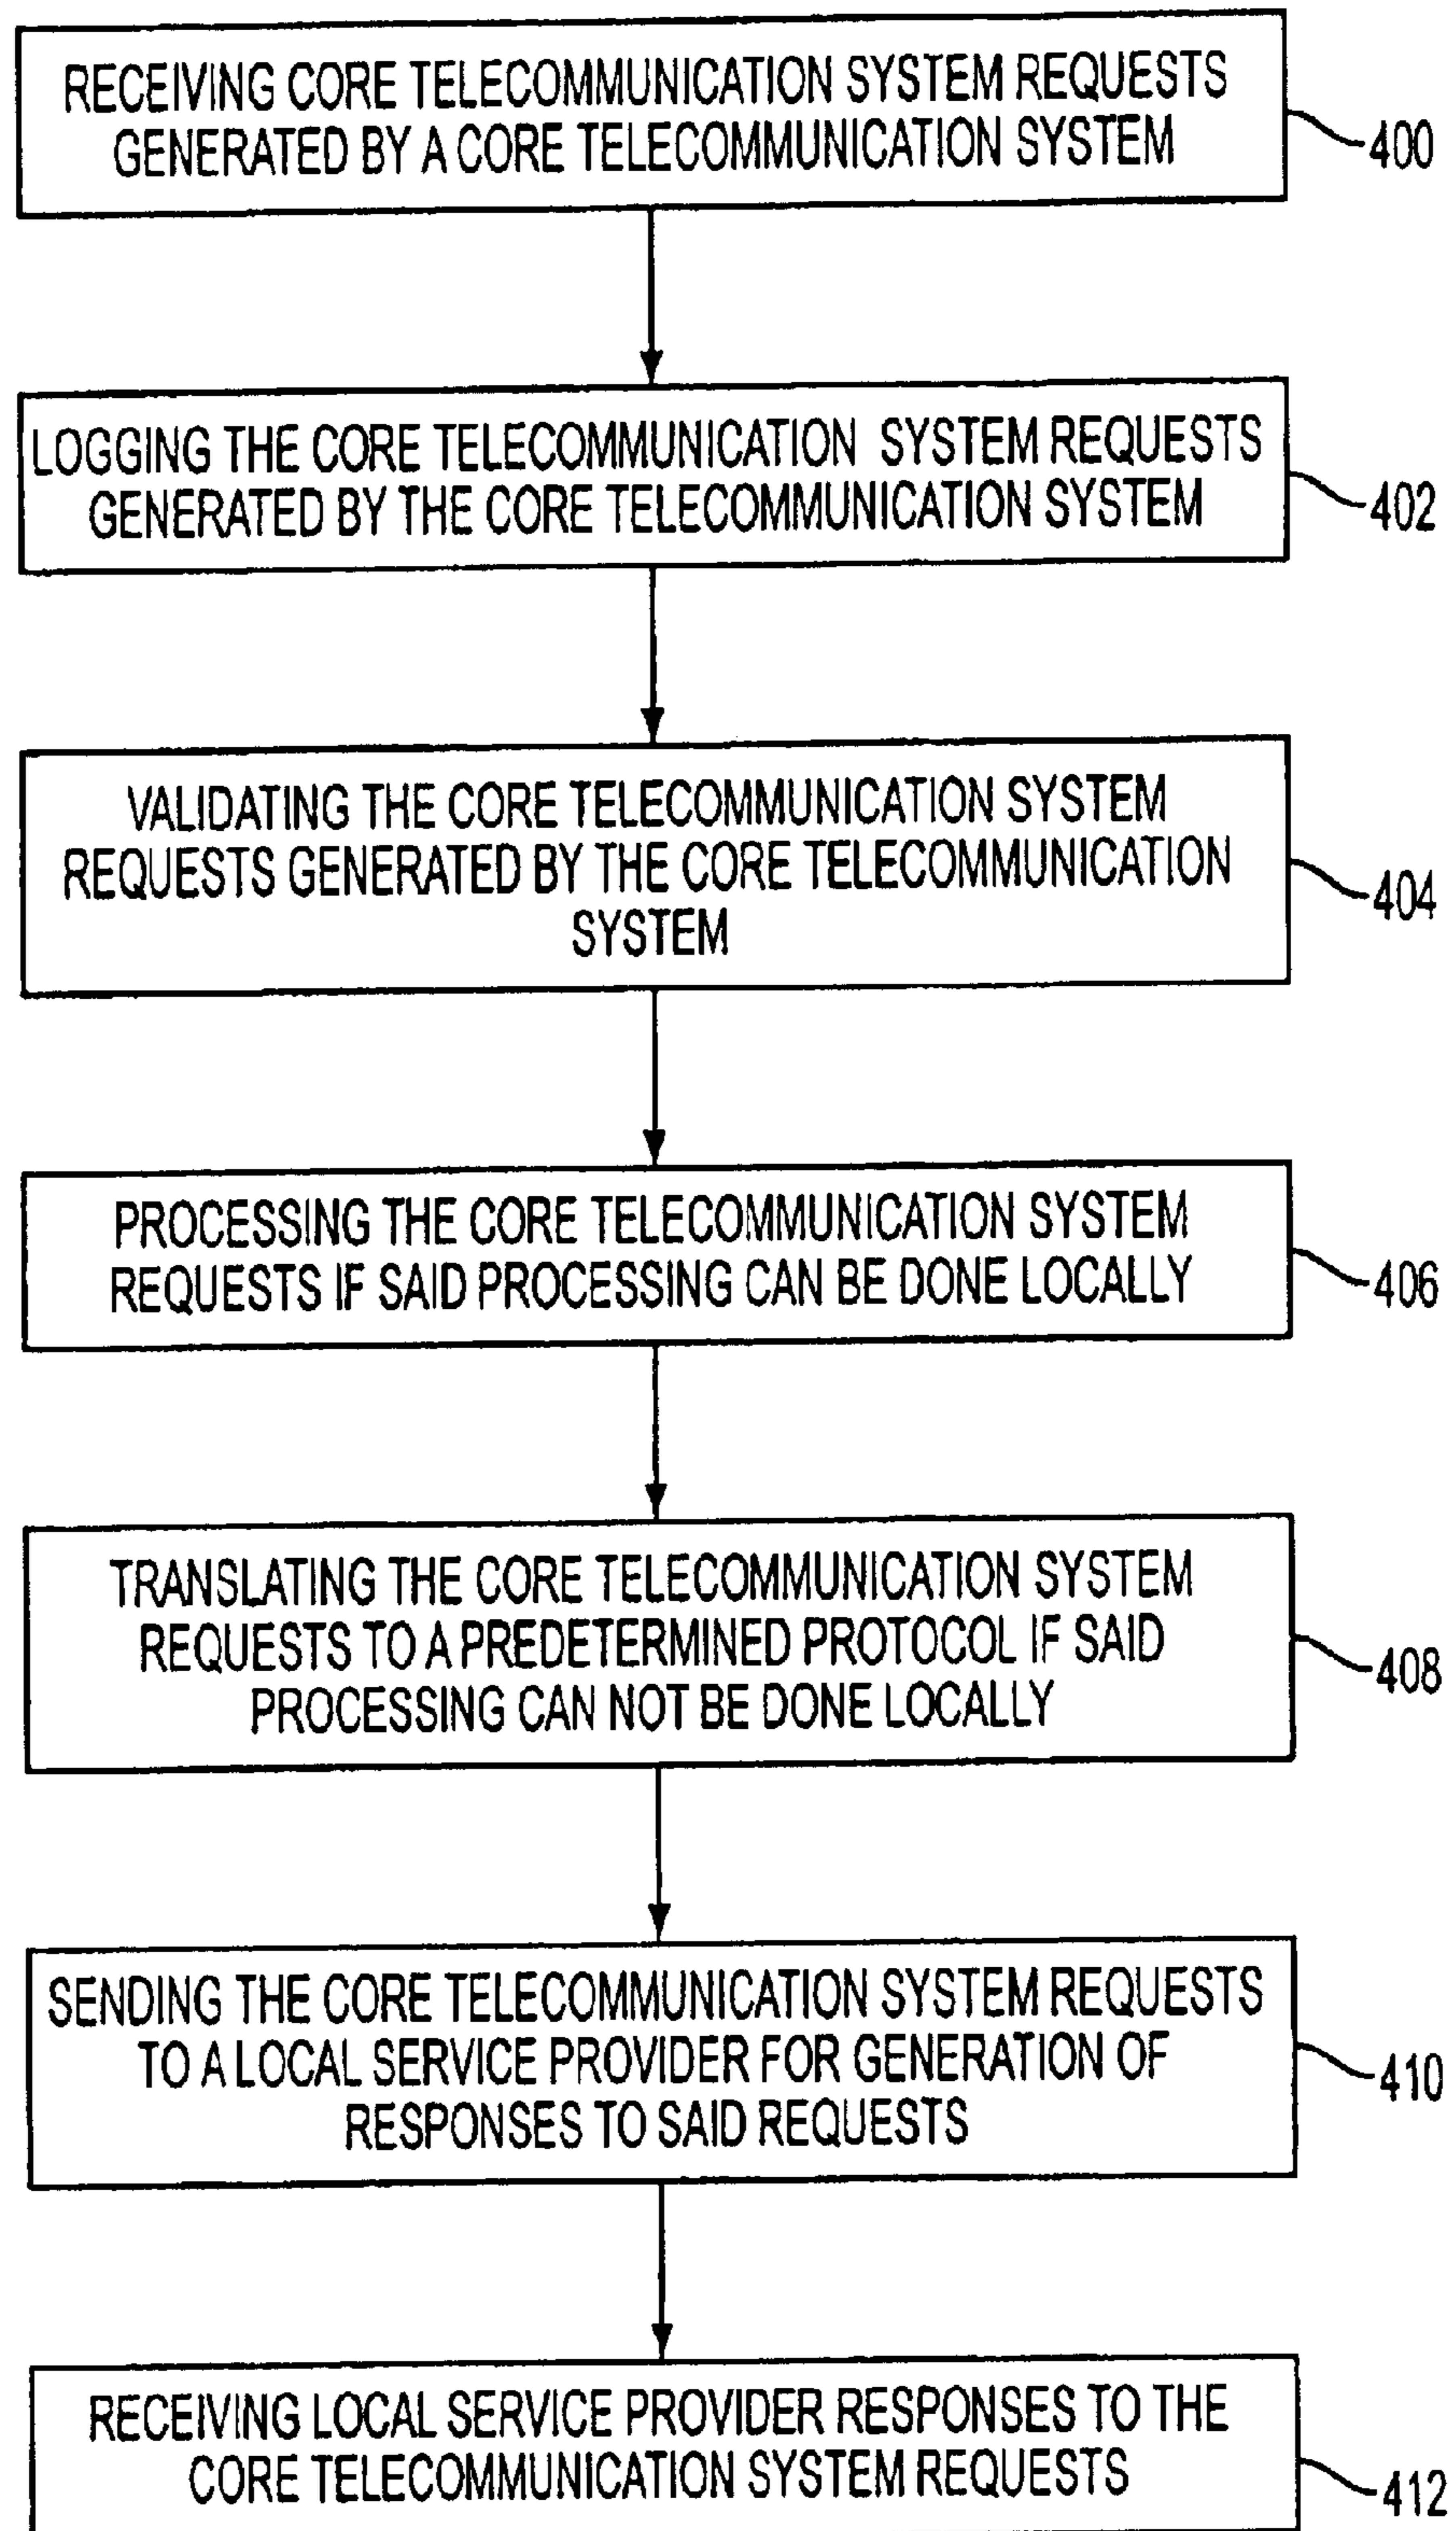 RECEIVING CORE TELECOMMUNICATION SYSTEM REQUESTS
GENERATED BY A CORE TELECOMMUNICATION SYSTEM
400
LOGGING THE CORE TELECOMMUNICATION SYSTEM REQUESTS
GENERATED BY THE CORE TELECOMMUNICATION SYSTEM
402
VALIDATING THE CORE TELECOMMUNICATION SYSTEM
REQUESTS GENERATED BY THE CORE TELECOMMUNICATION
SYSTEM
404
PROCESSING THE CORE TELECOMMUNICATION SYSTEM
REQUESTS IF SAID PROCESSING CAN BE DONE LOCALLY
406
TRANSLATING THE CORE TELECOMMUNICATION SYSTEM
REQUESTS TO A PREDETERMINED PROTOCOL IF SAID
PROCESSING CAN NOT BE DONE LOCALLY
408
SENDING THE CORE TELECOMMUNICATION SYSTEM REQUESTS
TO A LOCAL SERVICE PROVIDER FOR GENERATION OF
RESPONSES TO SAID REQUESTS
410
RECEIVING LOCAL SERVICE PROVIDER RESPONSES TO THE
CORE TELECOMMUNICATION SYSTEM REQUESTS
412